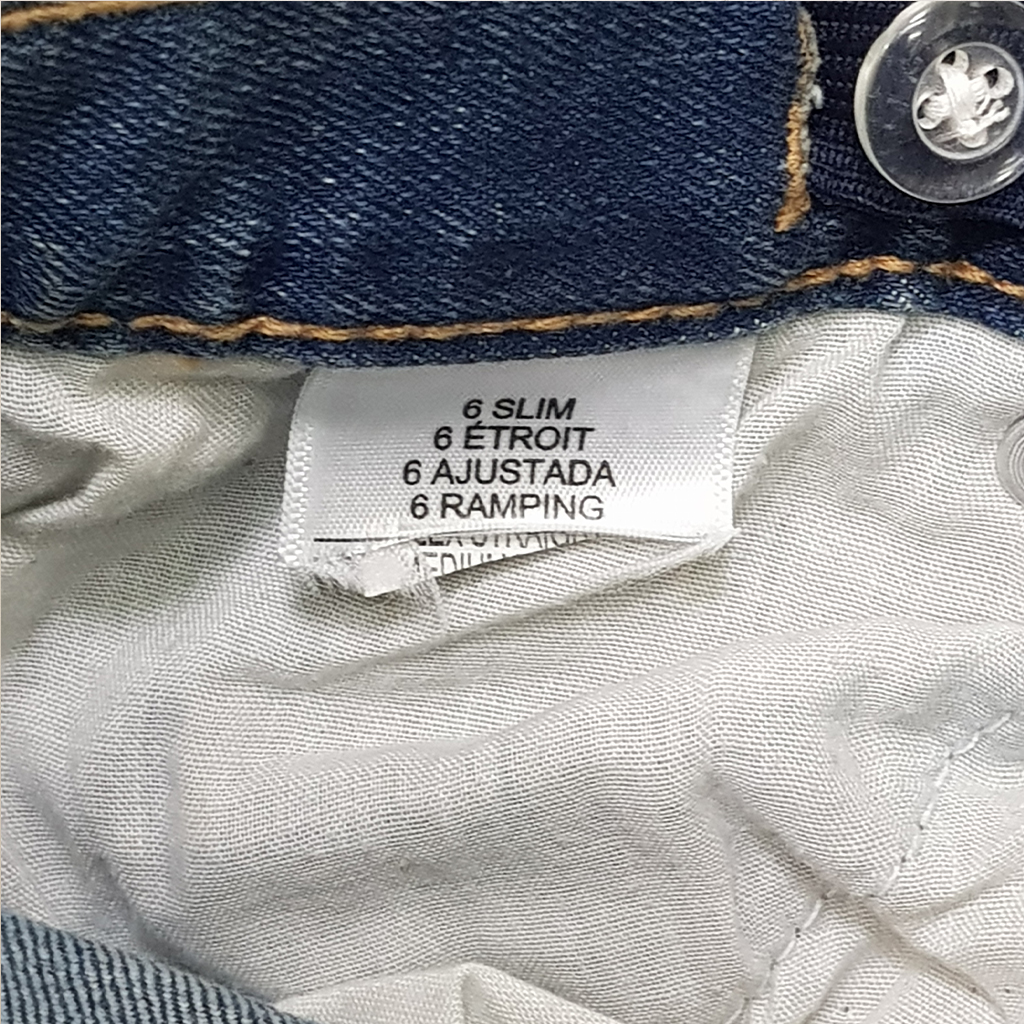 6 SLIM
6 ÉTROIT
6 AJUSTADA
6 RAMPING